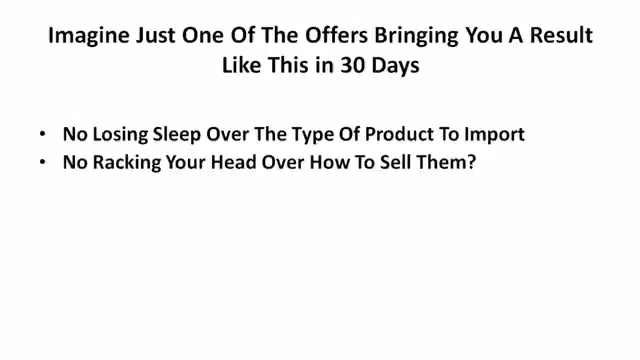 Imagine Just One Of The Offers Bringing You A Result
Like This in 30 Days
• No Losing Sleep Over The Type Of Product To Import
• No Racking Your Head Over How To Sell Them?